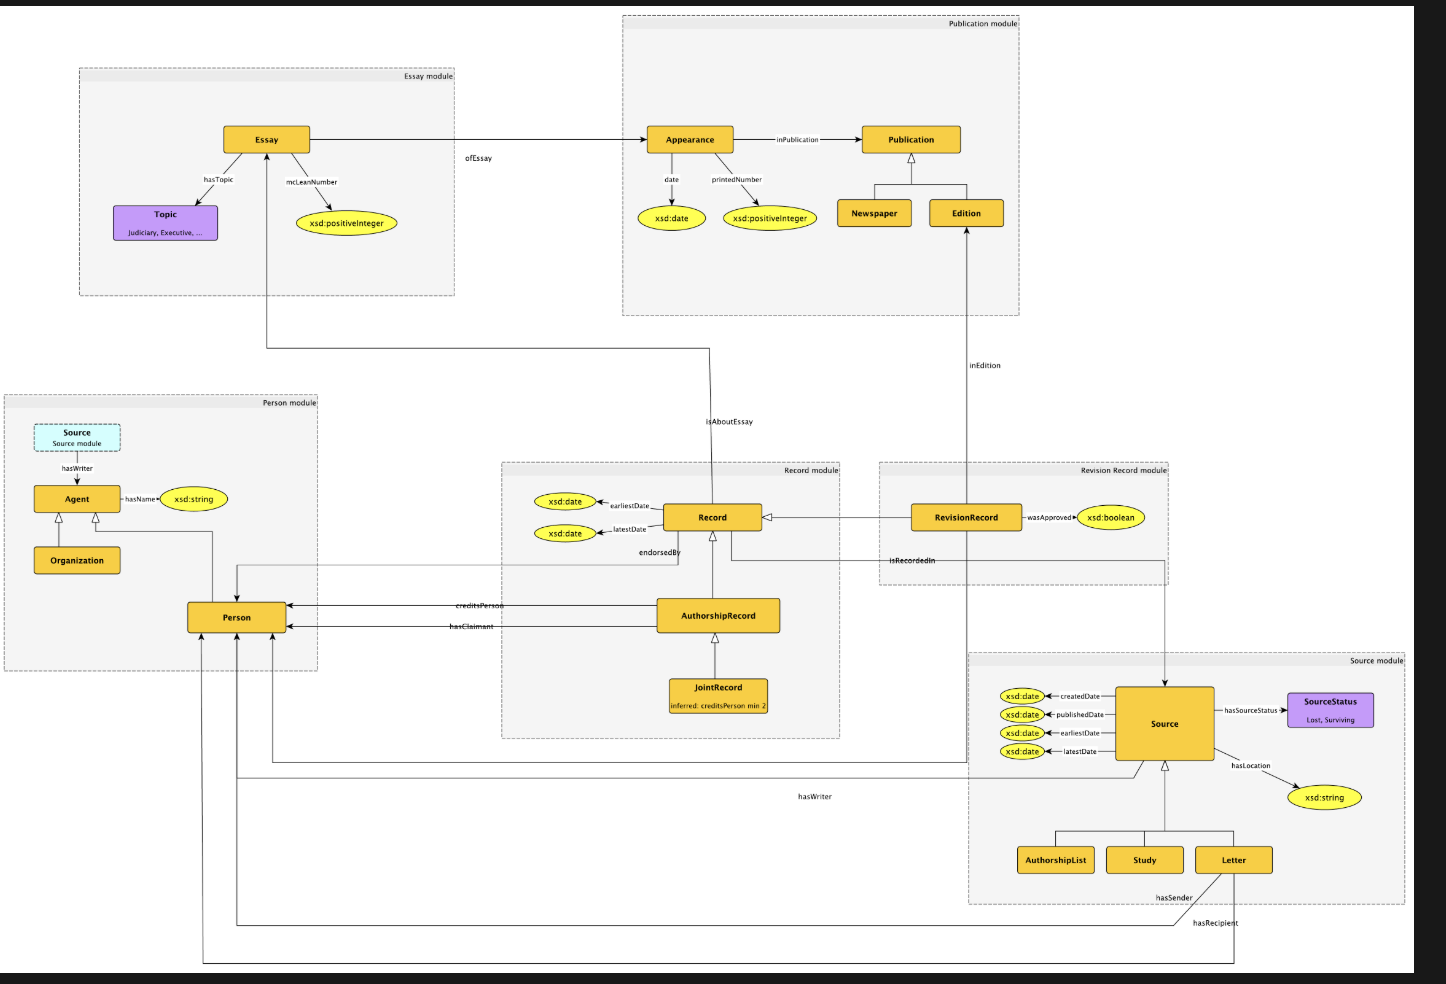 Publication module
Essay module
Essay
Appearance
inPublication
Publication
ofEssay
hasTopic
mcLeanNumber
date
printedNumber
Topic
Judiciary, Executive, ...
xsd:positiveInteger
xsd:date
xsd:positiveInteger
Newspaper
Edition
inEdition
Person module
isAboutEssay
Source
Source module
hasWriter
Agent
hasName
xsd:string
Organization
Person
Record module
xsd:date
earliestDate
xsd:date
latestDate
Record
endorsedBy
creditsPerson
hasClaimant
AuthorshipRecord
JointRecord
inferred: creditsPerson min 2
Revision Record module
RevisionRecord
wasApproved
xsd:boolean
isRecordedIn
Source module
xsd:date
createdDate
xsd:date
publishedDate
xsd:date
earliestDate
xsd:date
latestDate
Source
hasSourceStatus
SourceStatus
Lost, Surviving
hasLocation
xsd:string
hasWriter
AuthorshipList
Study
Letter
hasSender
hasRecipient